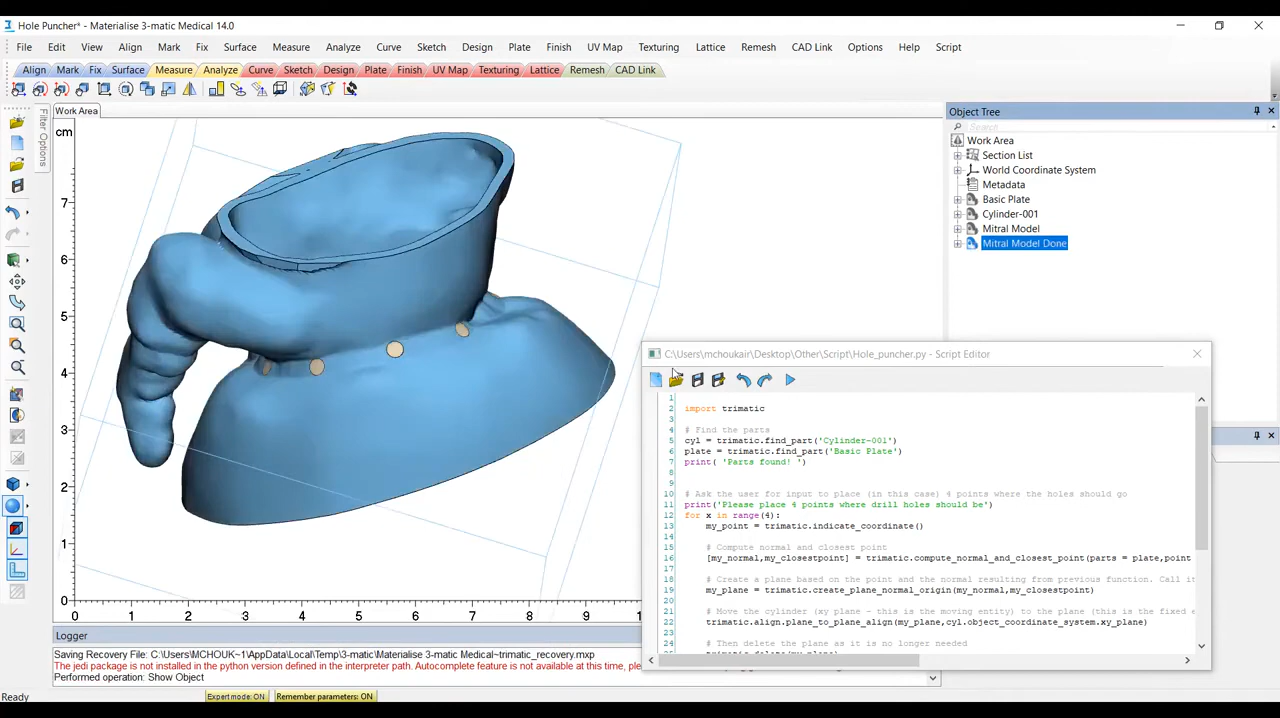 Hole Puncher* - Materialise 3-matic Medical 14.0
File Edit View Align Mark Fix Surface Measure Analyze Curve Sketch Design Plate Finish UV Map Texturing Lattice Remesh CAD Link Options Help Script
Align Mark Fix Surface Measure Analyze Curve Sketch Design Plate Finish UV Map Texturing Lattice Remesh CAD Link
Filter Options
Work Area
cm
7
6
5
4
3
2
1
0
0 1 2 3 4 5 6 7 8 9
Object Tree
Search
Work Area
Section List
World Coordinate System
Metadata
Basic Plate
Cylinder-001
Mitral Model
Mitral Model Done
C:\Users\mchoukair\Desktop\Other\Script\Hole_puncher.py - Script Editor
1
2 import trimatic
3
4 # Find the parts
5 cyl = trimatic.find_part('Cylinder-001')
6 plate = trimatic.find_part('Basic Plate')
7 print( 'Parts found! ')
8
9
10 # Ask the user for input to place (in this case) 4 points where the holes should go
11 print('Please place 4 points where drill holes should be')
12 for x in range(4):
13 my_point = trimatic.indicate_coordinate()
14
15 # Compute normal and closest point
16 [my_normal,my_closestpoint] = trimatic.compute_normal_and_closest_point(parts = plate,point
17
18 # Create a plane based on the point and the normal resulting from previous function. Call it
19 my_plane = trimatic.create_plane_normal_origin(my_normal,my_closestpoint)
20
21 # Move the cylinder (xy plane - this is the moving entity) to the plane (this is the fixed e
22 trimatic.align.plane_to_plane_align(my_plane,cyl.object_coordinate_system.xy_plane)
23
24 # Then delete the plane as it is no longer needed
Logger
Saving Recovery File: C:\Users\MCHOUK~1\AppData\Local\Temp\3-matic\Materialise 3-matic Medical~trimatic_recovery.mxp
The jedi package is not installed in the python version defined in the interpreter path. Autocomplete feature is not available at this time, ple
Performed operation: Show Object
Ready
Expert mode: ON
Remember parameters: ON